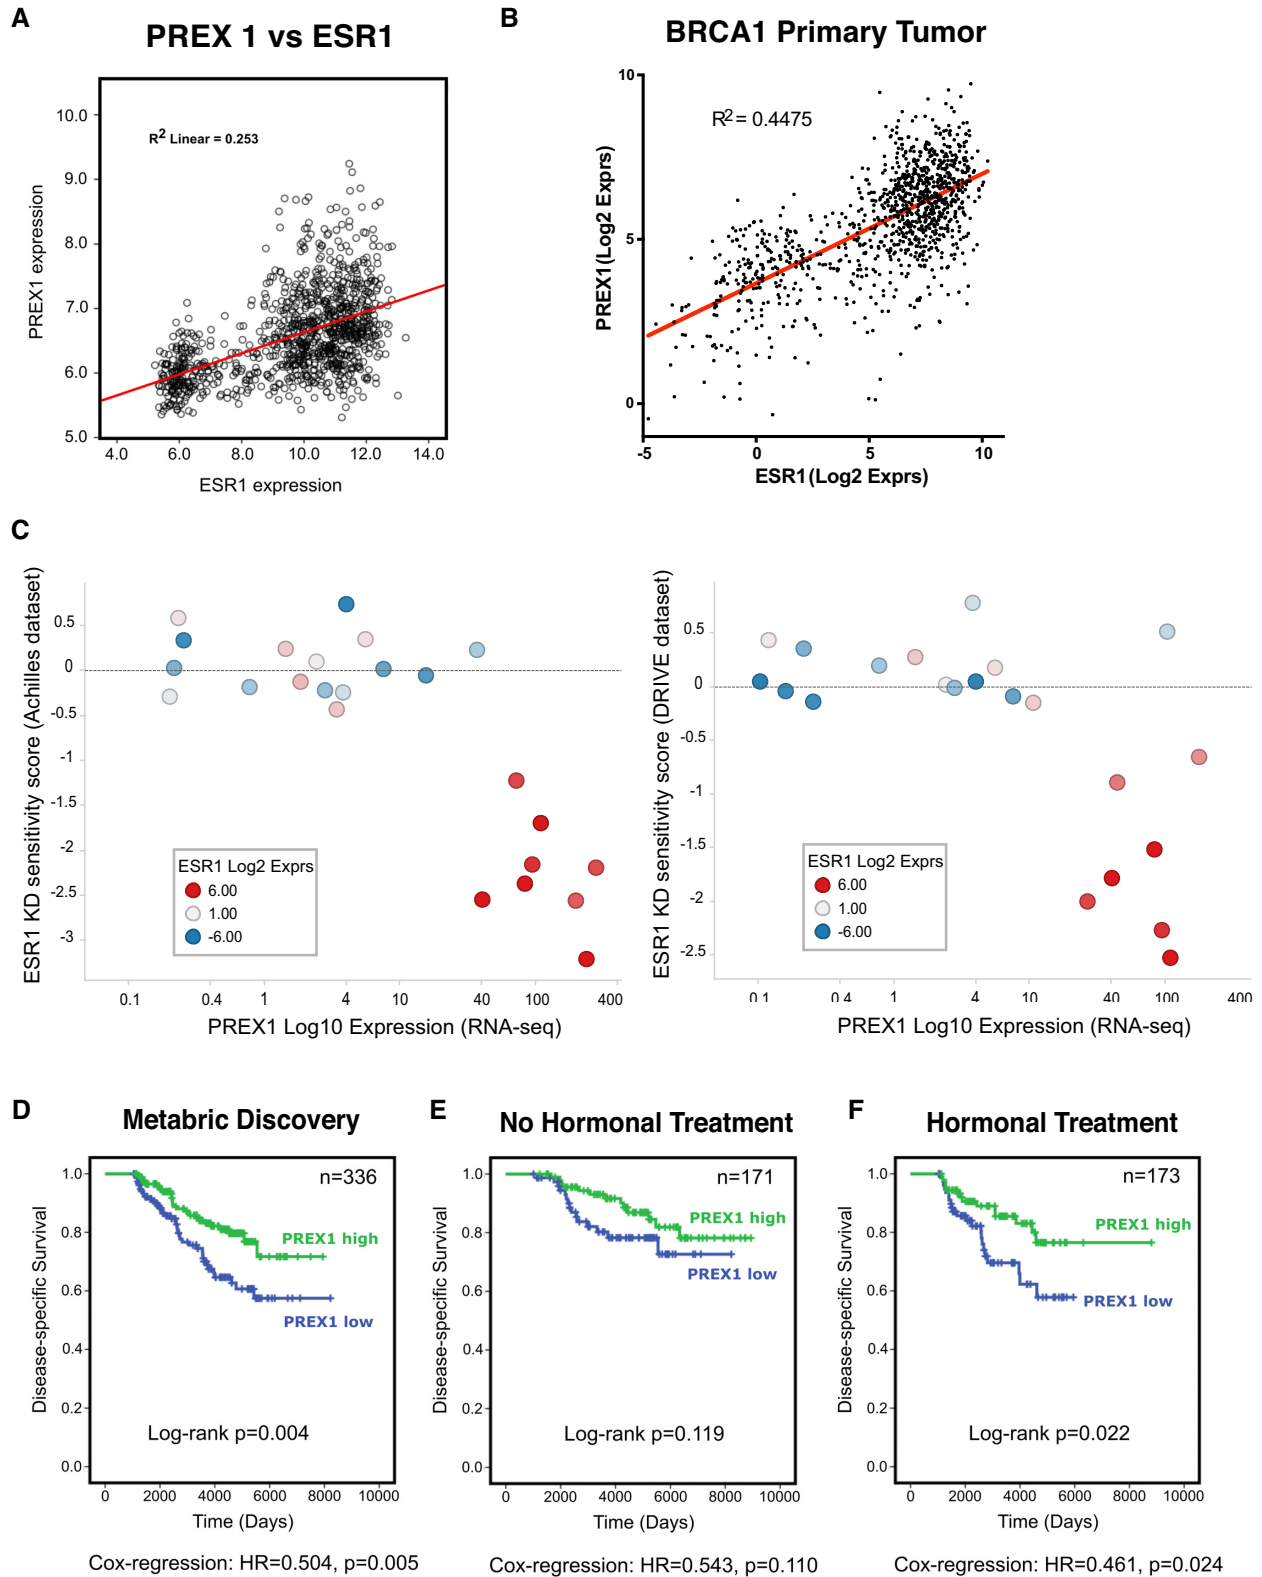 A
PREX 1 vs ESR1
R2 Linear = 0.253
PREX1 expression
10.0
9.0
8.0
7.0
6.0
5.0
4.0 6.0 8.0 10.0 12.0 14.0
ESR1 expression
B
BRCA1 Primary Tumor
R2= 0.4475
PREX1(Log2 Exprs)
10
5
0
-5 0 5 10
ESR1(Log2 Exprs)
C
ESR1 KD sensitivity score (Achilles dataset)
0.5
0
-0.5
-1
-1.5
-2
-2.5
-3
ESR1 Log2 Exprs
6.00
1.00
-6.00
0.1 0.4 1 4 10 40 100 400
PREX1 Log10 Expression (RNA-seq)
ESR1 KD sensitivity score (DRIVE dataset)
0.5
0
-0.5
-1
-1.5
-2
-2.5
ESR1 Log2 Exprs
6.00
1.00
-6.00
0 1 0 4 1 4 10 40 100 400
PREX1 Log10 Expression (RNA-seq)
D
Metabric Discovery
n=336
Disease-specific Survival
1.0
0.8
0.6
0.4
0.2
0.0
PREX1 high
PREX1 low
Log-rank p=0.004
0 2000 4000 6000 8000 10000
Time (Days)
Cox-regression: HR=0.504, p=0.005
E
No Hormonal Treatment
n=171
Disease-specific Survival
1.0
0.8
0.6
0.4
0.2
0.0
PREX1 high
PREX1 low
Log-rank p=0.119
0 2000 4000 6000 8000 10000
Time (Days)
Cox-regression: HR=0.543, p=0.110
F
Hormonal Treatment
n=173
Disease-specific Survival
1.0
0.8
0.6
0.4
0.2
0.0
PREX1 high
PREX1 low
Log-rank p=0.022
0 2000 4000 6000 8000 10000
Time (Days)
Cox-regression: HR=0.461, p=0.024